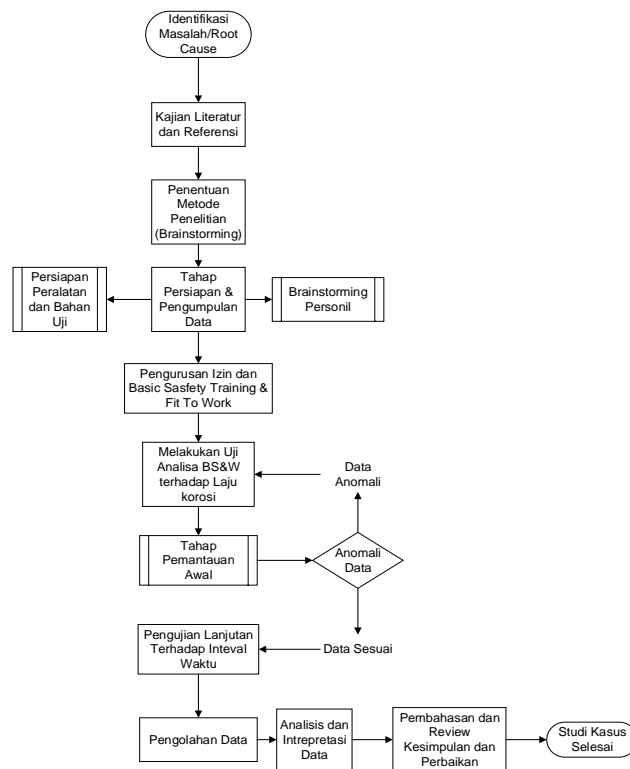 Identifikasi
Masalah/Root
Cause
Kajian Literatur
dan Referensi
Penentuan
Metode
Penelitian
(Brainstorming)
Persiapan
Peralatan
dan Bahan
Uji
Tahap
Persiapan &
Pengumpulan
Data
Brainstorming
Personil
Pengurusan Izin dan
Basic Sasfety Training &
Fit To Work
Melakukan Uji
Analisa BS&W
terhadap Laju
korosi
Data
Anomali
Tahap
Pemantauan
Awal
Anomali
Data
Pengujian Lanjutan
Terhadap Inteval
Waktu
Data Sesuai
Pengolahan Data
Analisis dan
Intrepretasi
Data
Pembahasan dan
Review
Kesimpulan dan
Perbaikan
Studi Kasus
Selesai